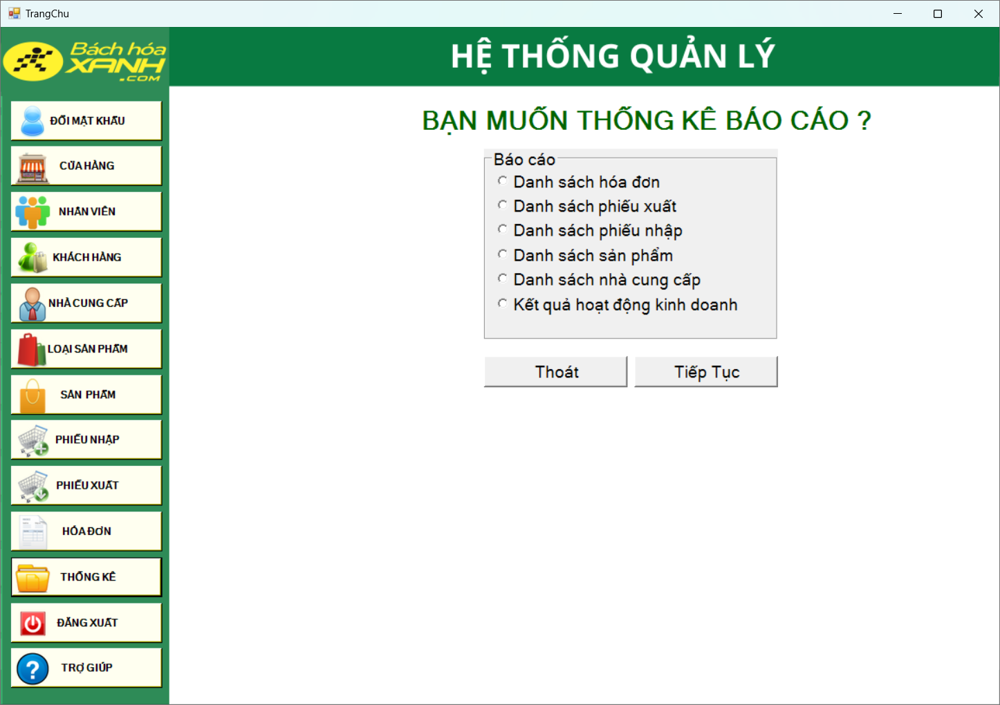 TrangChu
Bách hóa
XANH
.COM
HỆ THỐNG QUẢN LÝ
ĐỔI MẬT KHẨU
CỬA HÀNG
NHÂN VIÊN
KHÁCH HÀNG
NHÀ CUNG CẤP
LOẠI SẢN PHẨM
SẢN PHẨM
PHIẾU NHẬP
PHIẾU XUẤT
HÓA ĐƠN
THỐNG KÊ
ĐĂNG XUẤT
TRỢ GIÚP
BẠN MUỐN THỐNG KÊ BÁO CÁO ?
Báo cáo
Danh sách hóa đơn
Danh sách phiếu xuất
Danh sách phiếu nhập
Danh sách sản phẩm
Danh sách nhà cung cấp
Kết quả hoạt động kinh doanh
Thoát
Tiếp Tục